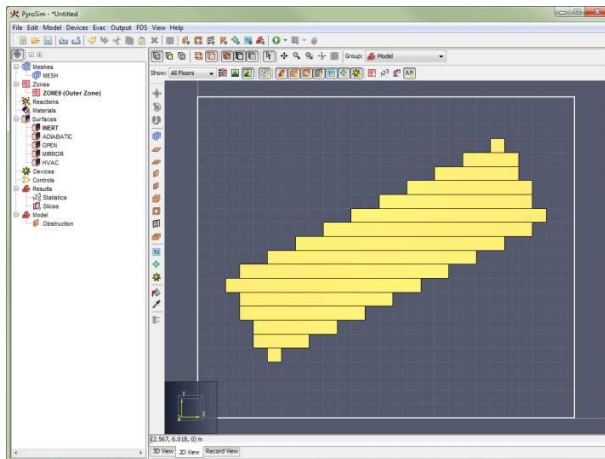 PyroSim - *Untitled
File Edit Model Devices Evac Output FDS View Help
Group: Model
Show: All Floors
Meshes
MESH
Zones
ZONE0 (Outer Zone)
Reactions
Materials
Surfaces
INERT
ADIABATIC
OPEN
MIRROR
HVAC
Devices
Controls
Results
Statistics
Slices
Model
Obstruction
Y
Z
X
(2.567, 6.018, 0) m
3D View 2D View Record View